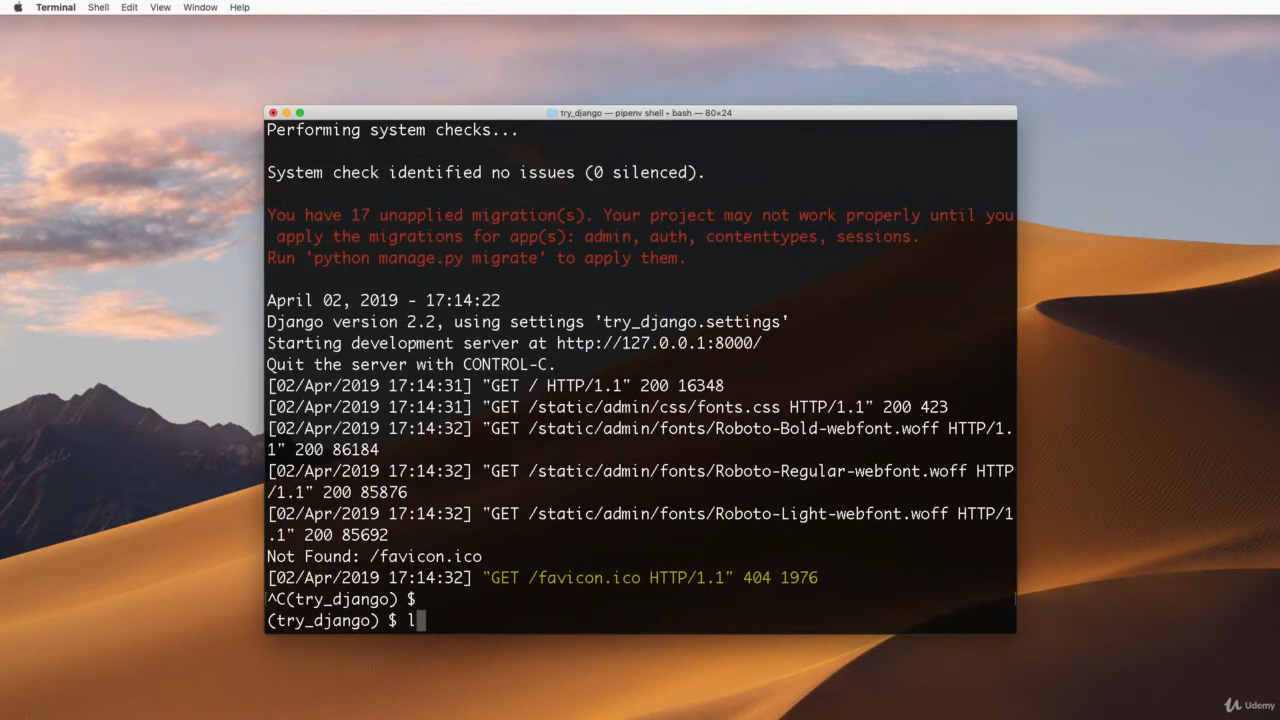 Terminal Shell Edit View Window Help
try_django — pipenv shell • bash — 80×24
Performing system checks...
System check identified no issues (0 silenced).
You have 17 unapplied migration(s). Your project may not work properly until you
apply the migrations for app(s): admin, auth, contenttypes, sessions.
Run 'python manage.py migrate' to apply them.
April 02, 2019 - 17:14:22
Django version 2.2, using settings 'try_django.settings'
Starting development server at http://127.0.0.1:8000/
Quit the server with CONTROL-C.
[02/Apr/2019 17:14:31] "GET / HTTP/1.1" 200 16348
[02/Apr/2019 17:14:31] "GET /static/admin/css/fonts.css HTTP/1.1" 200 423
[02/Apr/2019 17:14:32] "GET /static/admin/fonts/Roboto-Bold-webfont.woff HTTP/1.
1" 200 86184
[02/Apr/2019 17:14:32] "GET /static/admin/fonts/Roboto-Regular-webfont.woff HTTP
/1.1" 200 85876
[02/Apr/2019 17:14:32] "GET /static/admin/fonts/Roboto-Light-webfont.woff HTTP/1
.1" 200 85692
Not Found: /favicon.ico
[02/Apr/2019 17:14:32] "GET /favicon.ico HTTP/1.1" 404 1976
^C(try_django) $
(try_django) $ l
Udemy